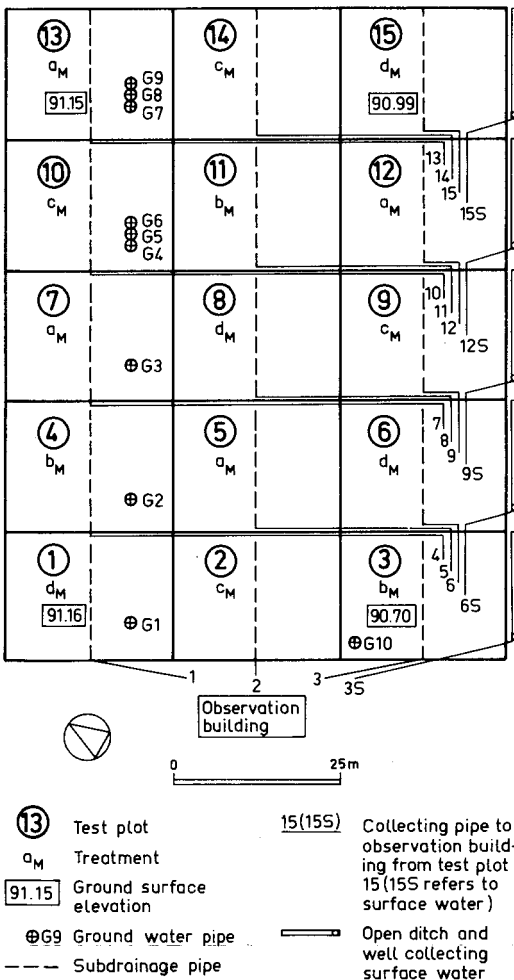 13 14 15
aM cM dM
G9
91.15 G8 90.99
G7
13
14
15
15S
10 11 12
cM bM aM
G6
G5
G4
10
11
12
12S
7 8 9
aM dM cM
G3
7
8
9
9S
4 5 6
bM aM dM
G2
4
5
6
6S
1 2 3
dM cM bM
91.16 G1 90.70
G10
1 2 3 3S
Observation
building
0 25m
13 Test plot
aM Treatment
91.15 Ground surface
elevation
G9 Ground water pipe
Subdrainage pipe
15(15S) Collecting pipe to
observation build-
ing from test plot
15(15S refers to
surface water)
Open ditch and
well collecting
surface water